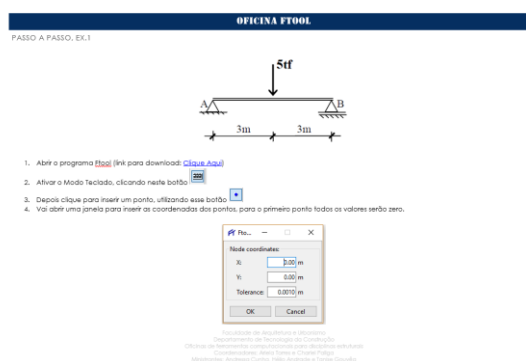 OFICINA FTOOL
PASSO A PASSO, EX.1
5tf
A
B
3m
3m
1. Abrir o programa Ftool (link para download: Clique Aqui)
2. Ativar o Modo Teclado, clicando neste botão
3. Depois clique para inserir um ponto, utilizando esse botão
4. Vai abrir uma janela para inserir as coordenadas dos pontos, para o primeiro ponto todos os valores serão zero.
Fto...
Node coordinates:
X: 0.00 m
Y: 0.00 m
Tolerance: 0.0010 m
OK
Cancel
Faculdade de Arquitetura e Urbanismo
Departamento de Tecnologia da Construção
Oficinas de ferramentas computacionais para disciplinas estruturais